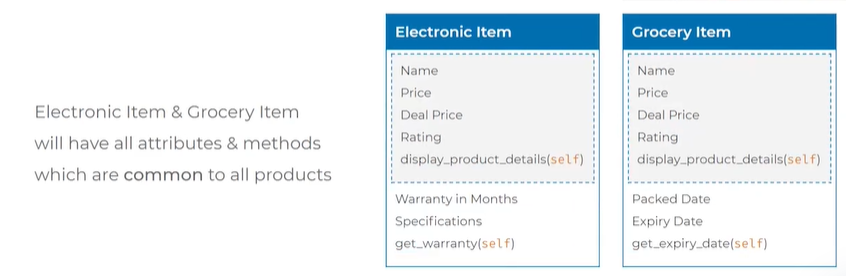 Electronic Item & Grocery Item
will have all attributes & methods
which are common to all products
Electronic Item
Name
Price
Deal Price
Rating
display_product_details(self)
Warranty in Months
Specifications
get_warranty(self)
Grocery Item
Name
Price
Deal Price
Rating
display_product_details(self)
Packed Date
Expiry Date
get_expiry_date(self)